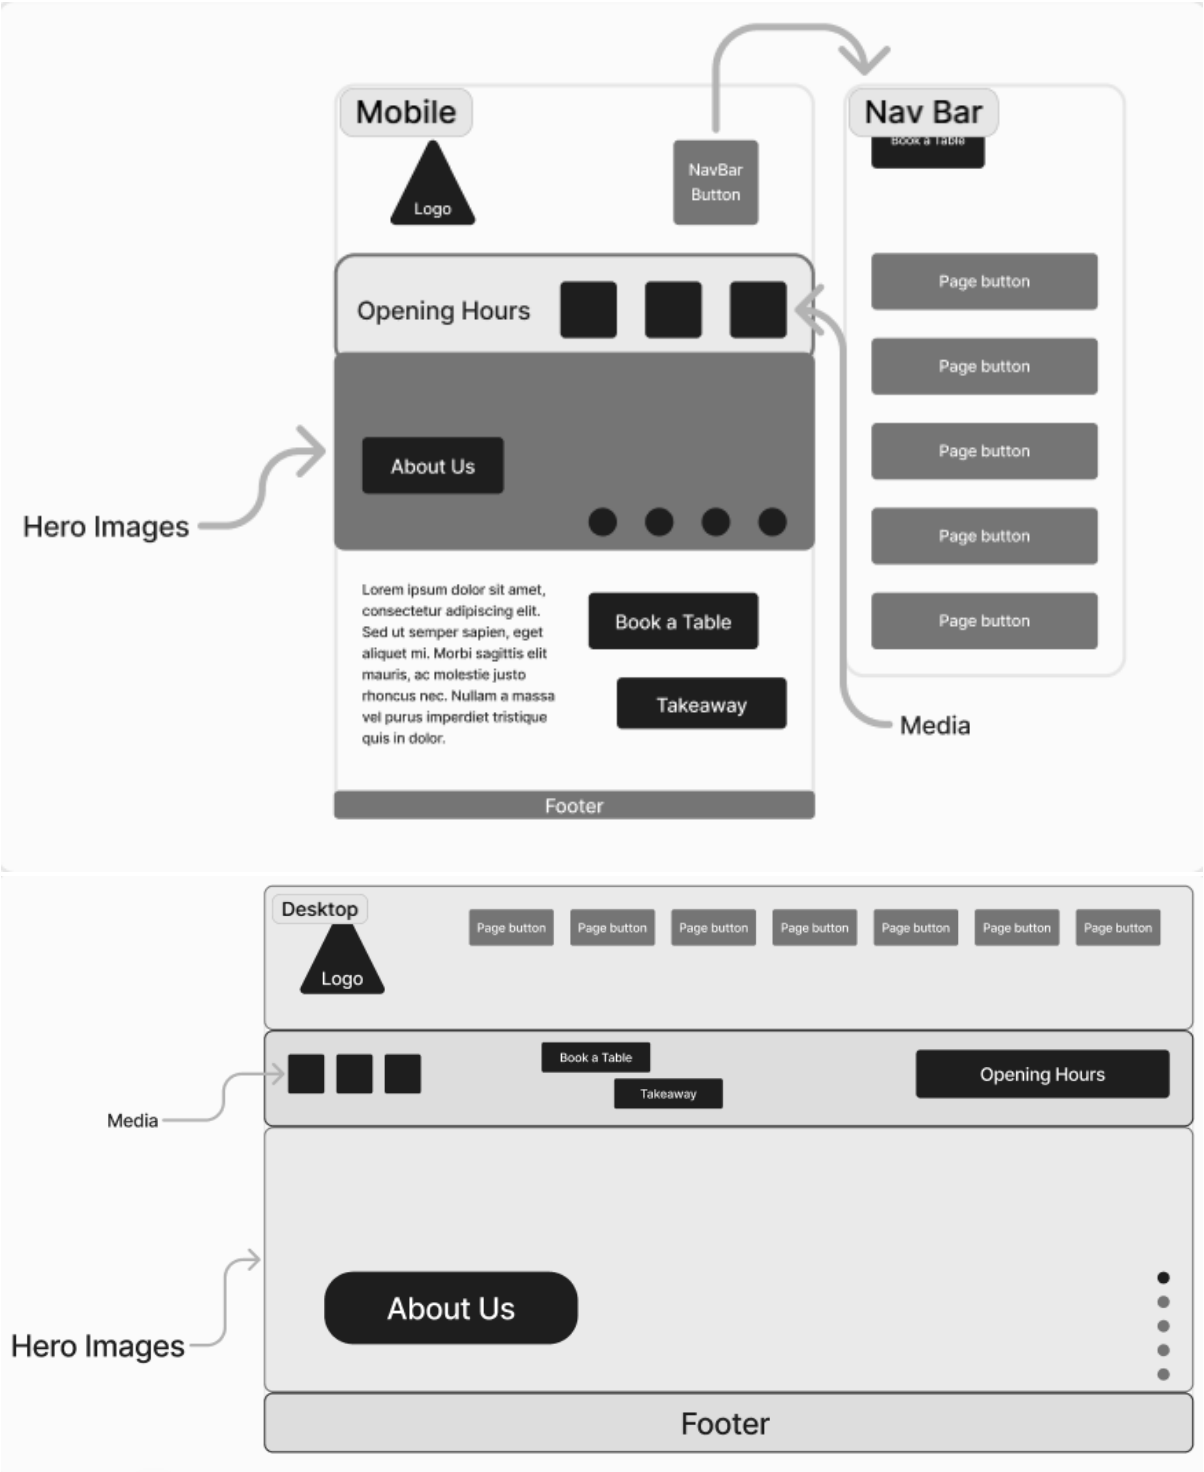 Mobile
Nav Bar
Book a Table
Logo
NavBar
Button
Opening Hours
Page button
Page button
Page button
Page button
Page button
About Us
Hero Images
Lorem ipsum dolor sit amet,
consectetur adipiscing elit.
Sed ut semper sapien, eget
aliquet mi. Morbi sagittis elit
mauris, ac molestie justo
rhoncus nec. Nullam a massa
vel purus imperdiet tristique
quis in dolor.
Book a Table
Takeaway
Media
Footer
Desktop
Logo
Page button
Page button
Page button
Page button
Page button
Page button
Page button
Media
Book a Table
Takeaway
Opening Hours
Hero Images
About Us
Footer